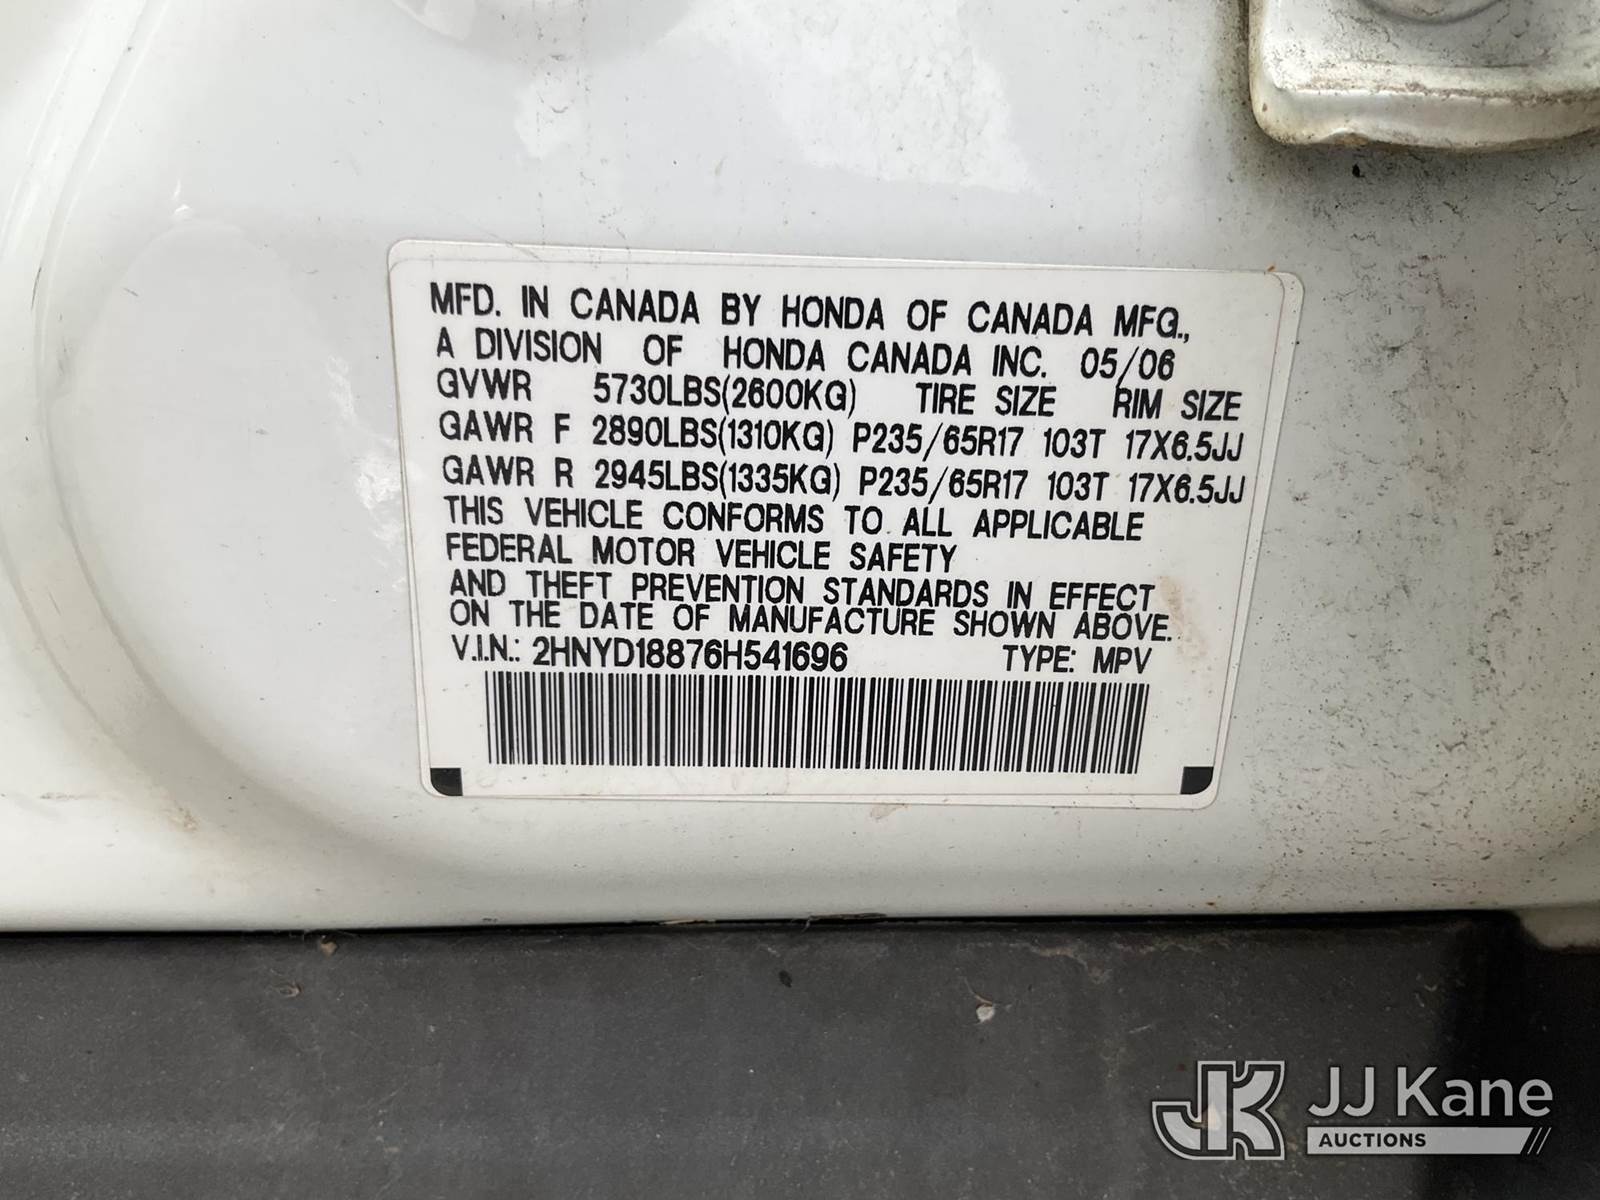 MFD. IN CANADA BY HONDA OF CANADA MFG.,
A DIVISION OF HONDA CANADA INC. 05/06
GVWR 5730LBS(2600KG) TIRE SIZE RIM SIZE
GAWR F 2890LBS(1310KG) P235/65R17 103T 17X6.5JJ
GAWR R 2945LBS(1335KG) P235/65R17 103T 17X6.5JJ
THIS VEHICLE CONFORMS TO ALL APPLICABLE
FEDERAL MOTOR VEHICLE SAFETY
AND THEFT PREVENTION STANDARDS IN EFFECT
ON THE DATE OF MANUFACTURE SHOWN ABOVE.
V.I.N.: 2HNYD18876H541696 TYPE: MPV
JK JJ Kane
AUCTIONS